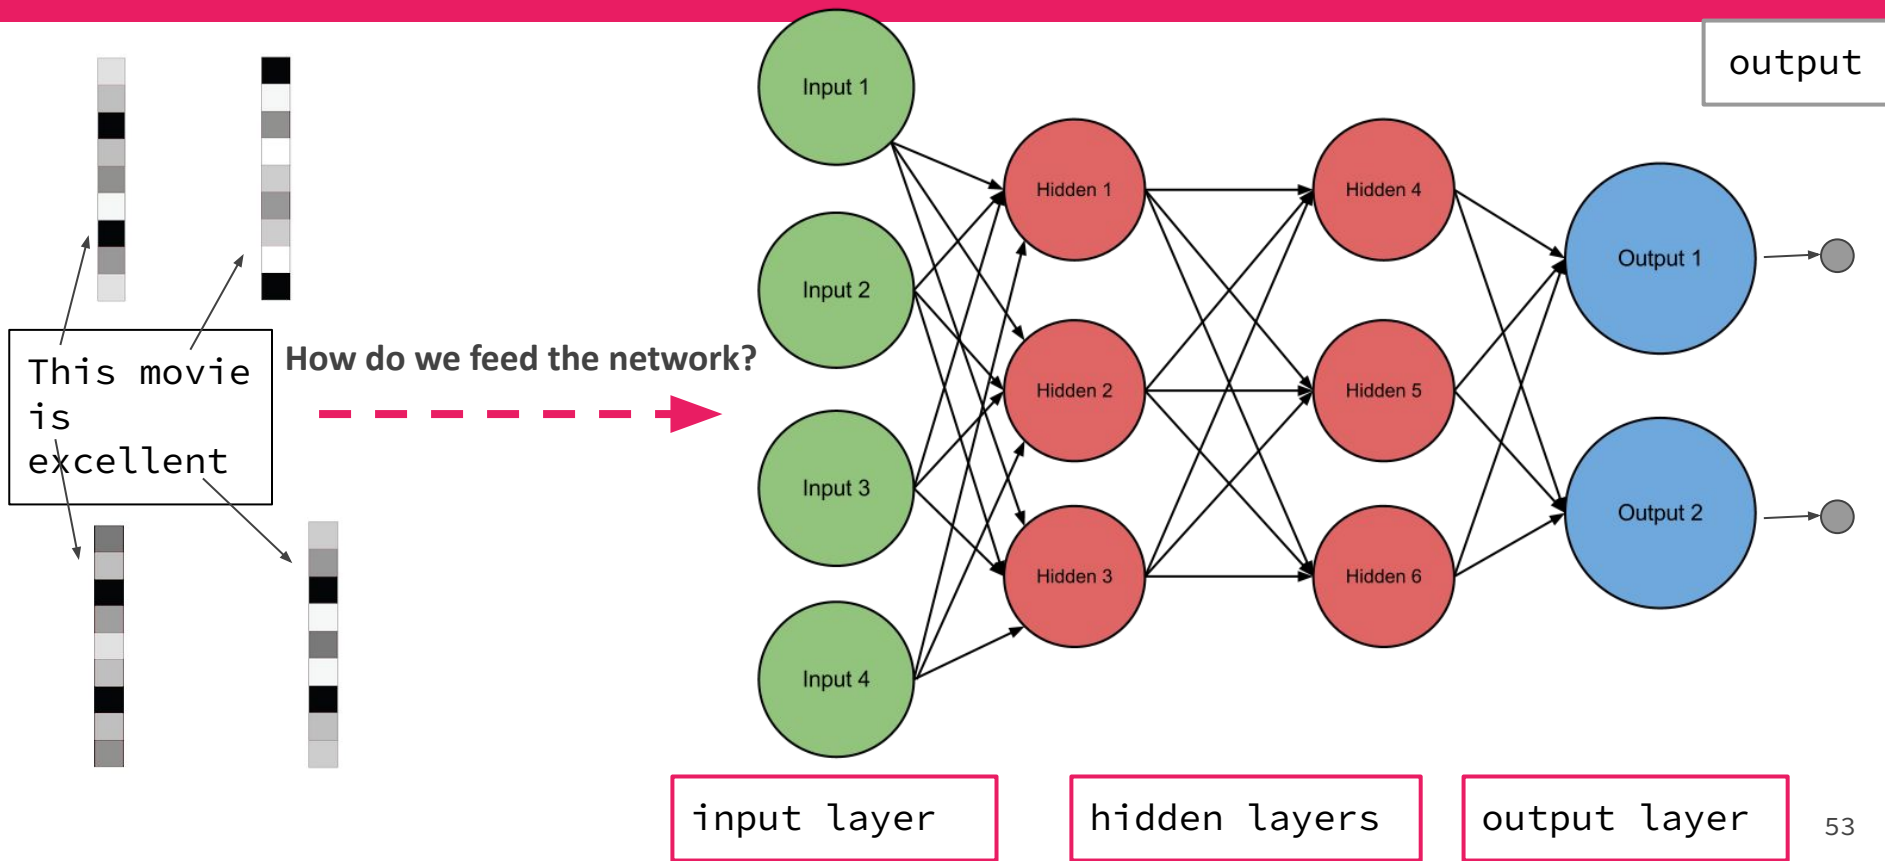 output
This movie
is
excellent
How do we feed the network?
Input 1
Input 2
Input 3
Input 4
Hidden 1
Hidden 2
Hidden 3
Hidden 4
Hidden 5
Hidden 6
Output 1
Output 2
input layer
hidden layers
output layer
53